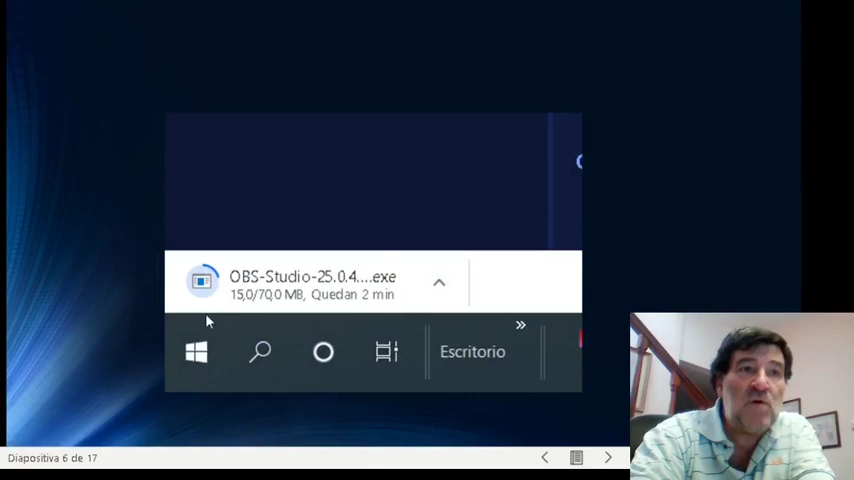 OBS-Studio-25.0.4....exe
15,0/70,0 MB, Quedan 2 min
»
Escritorio
Diapositiva 6 de 17